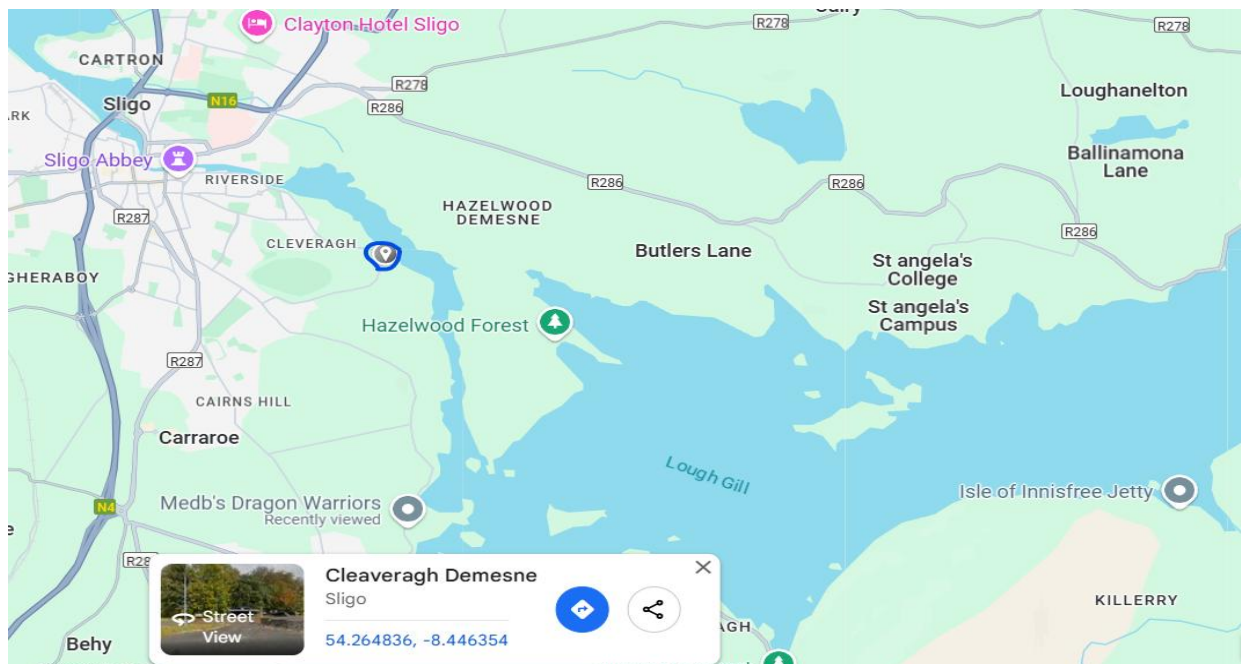 Clayton Hotel Sligo
R278
R278
CARTRON
R278
Loughanelton
Sligo
N16
R286
Ballinamona
Lane
Sligo Abbey
RIVERSIDE
R286
R286
HAZELWOOD
DEMESNE
R287
R286
CLEVERAGH
Butlers Lane
St angela's
College
GHERABOY
St angela's
Campus
Hazelwood Forest
R287
CAIRNS HILL
Carraroe
Lough Gill
Isle of Innisfree Jetty
Medb's Dragon Warriors
Recently viewed
N4
R28
Cleaveragh Demesne
Sligo
Street
View
54.264836, -8.446354
KILLERRY
AGH
Behy